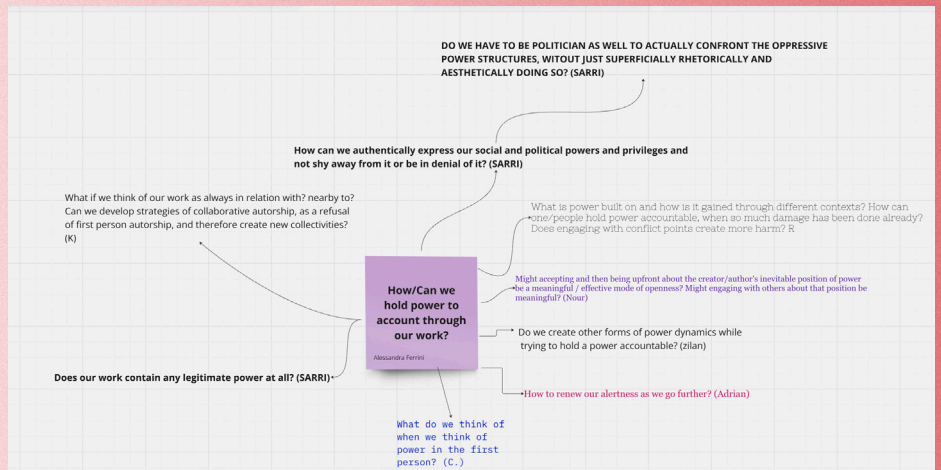 DO WE HAVE TO BE POLITICIAN AS WELL TO ACTUALLY CONFRONT THE OPPRESSIVE
POWER STRUCTURES, WITOUT JUST SUPERFICIALLY RHETORICALLY AND
AESTHETICALLY DOING SO? (SARRI)
How can we authentically express our social and political powers and privileges and
not shy away from it or be in denial of it? (SARRI)
What if we think of our work as always in relation with? nearby to?
Can we develop strategies of collaborative autorship, as a refusal
of first person autorship, and therefore create new collectivities?
(K)
What is power built on and how is it gained through different contexts? How can
one/people hold power accountable, when so much damage has been done already?
Does engaging with conflict points create more harm? R
How/Can we
hold power to
account through
our work?
Alessandra Ferrini
Might accepting and then being upfront about the creator/author's inevitable position of power
be a meaningful / effective mode of openness? Might engaging with others about that position be
meaningful? (Nour)
Do we create other forms of power dynamics while
trying to hold a power accountable? (zilan)
Does our work contain any legitimate power at all? (SARRI)
How to renew our alertness as we go further? (Adrian)
What do we think of
when we think of
power in the first
person? (C.)